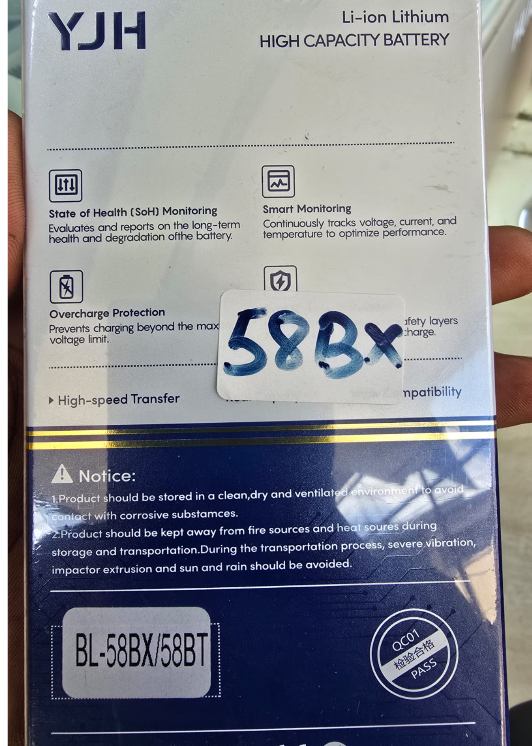 YJH
Li-ion Lithium
HIGH CAPACITY BATTERY
State of Health (SoH) Monitoring
Evaluates and reports on the long-term
health and degradation ofthe battery.
Smart Monitoring
Continuously tracks voltage, current, and
temperature to optimize performance.
Overcharge Protection
Prevents charging beyond the max
voltage limit.
afety layers
charge.
58BX
High-speed Transfer
mpatibility
Notice:
1.Product should be stored in a clean,dry and ventilated environment to avoid
contact with corrosive substamces.
2.Product should be kept away from fire sources and heat soures during
storage and transportation.During the transportation process, severe vibration,
impactor extrusion and sun and rain should be avoided.
BL-58BX/58BT
QC01
检验合格
PASS